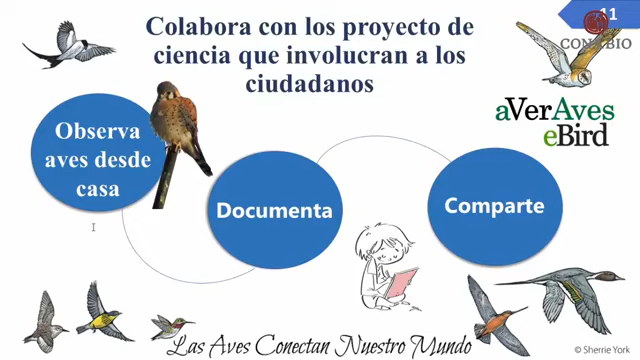 Colabora con los proyecto de
ciencia que involucran a los
ciudadanos
11
CONABIO
aVerAves
eBird
Observa
aves desde
casa
Documenta
Comparte
Las Aves Conectan Nuestro Mundo
© Sherrie York